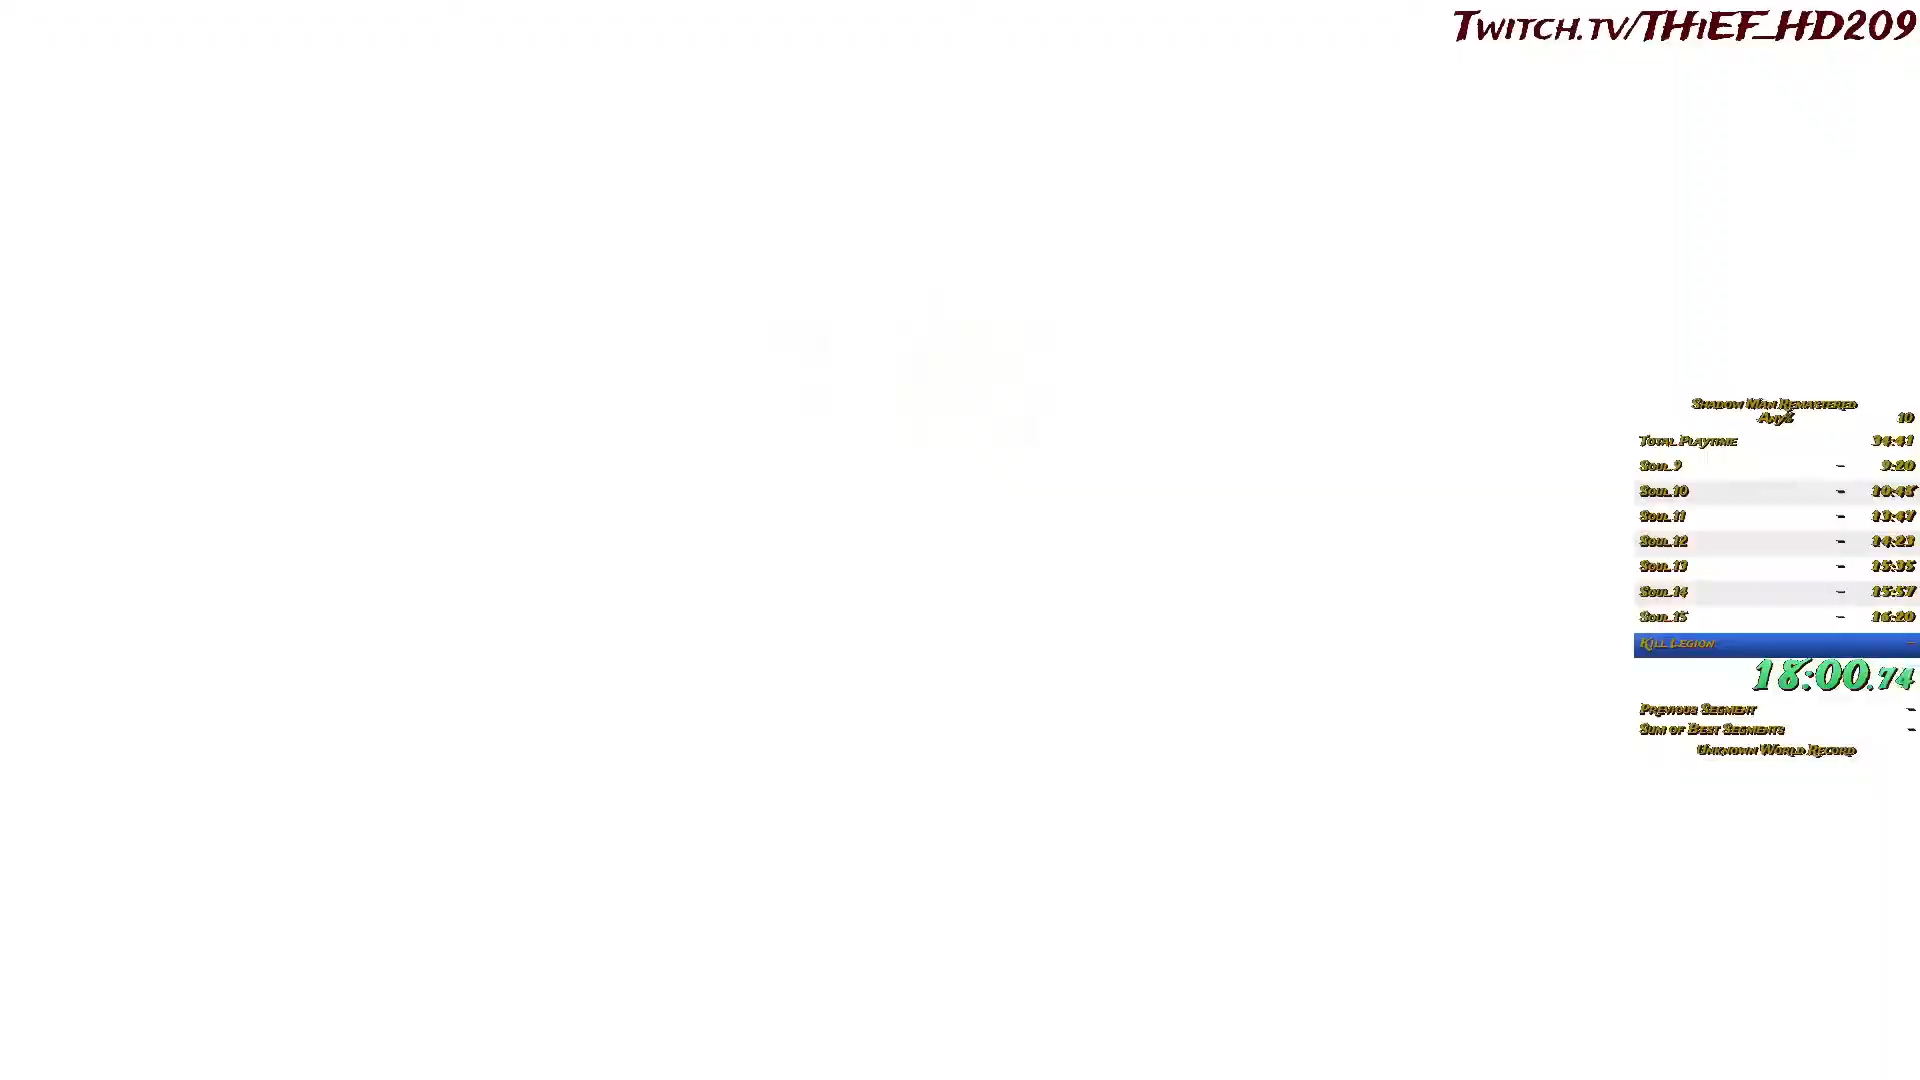 Twitch.tv/THiEF_HD209
Shadow Man Remastered
Any% 10
Total Playtime 34:41
Soul 9 - 9:20
Soul 10 - 10:48
Soul 11 - 13:47
Soul 12 - 14:23
Soul 13 - 15:35
Soul 14 - 15:57
Soul 15 - 16:20
Kill Legion -
18:00.74
Previous Segment -
Sum of Best Segments -
Unknown World Record